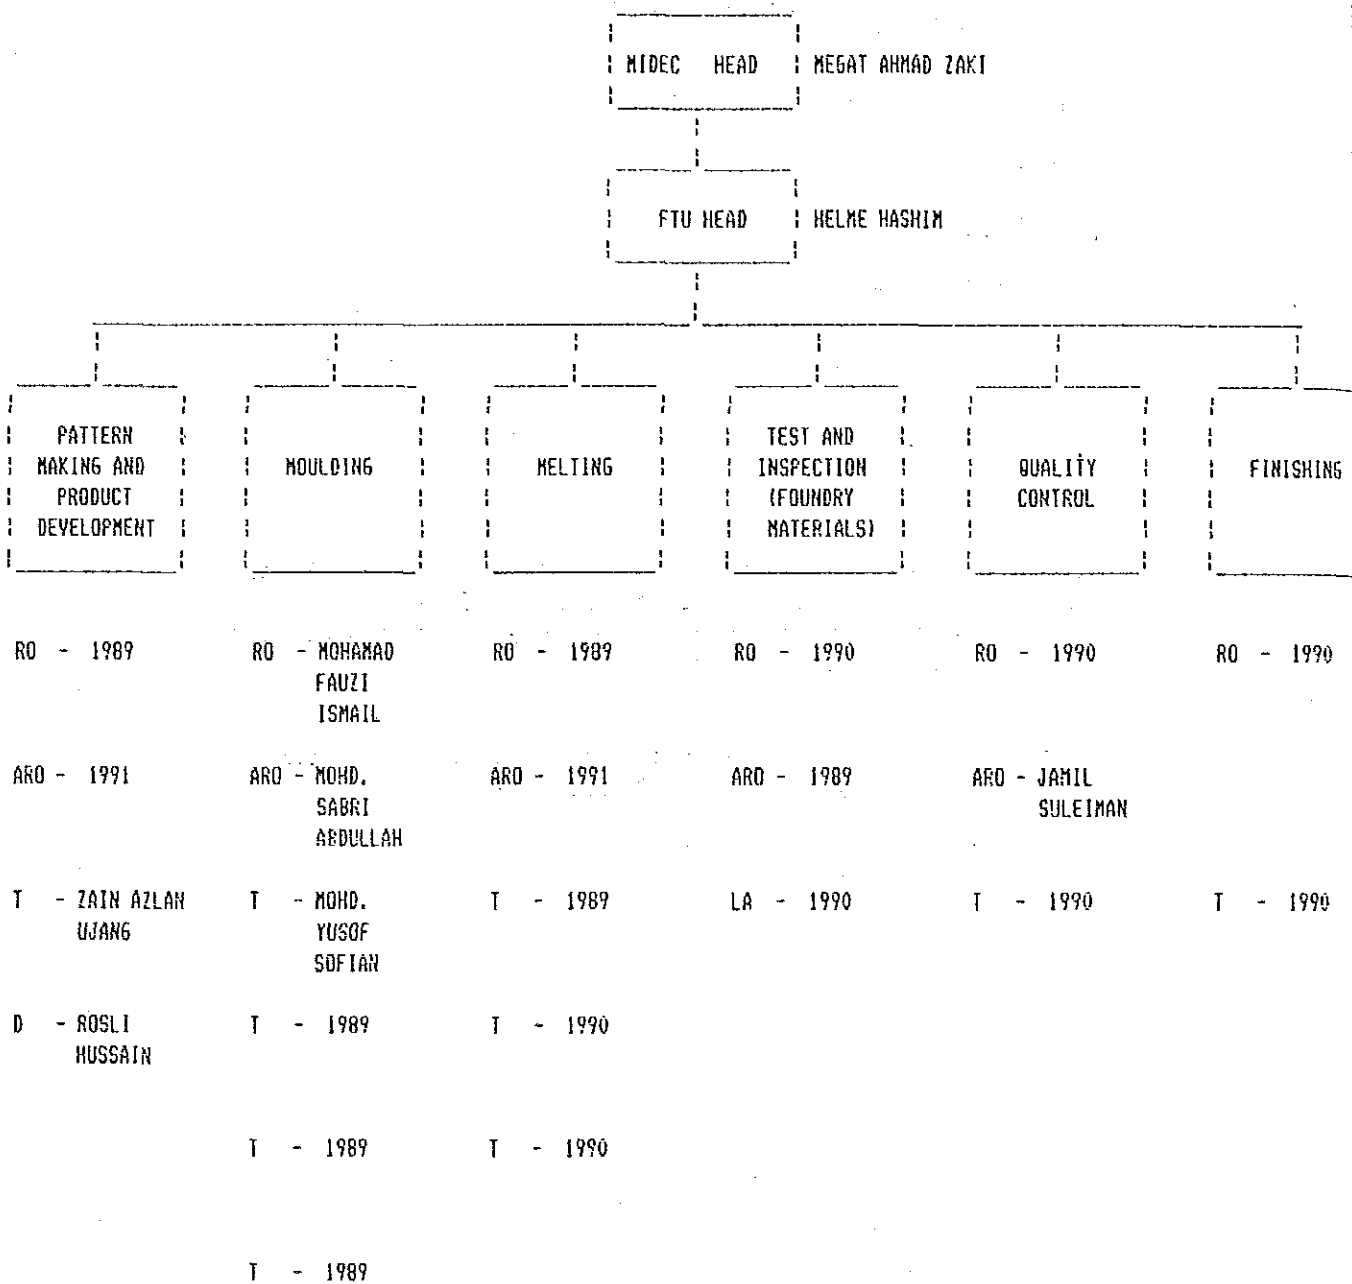 MIDEC HEAD MEGAT AHMAD ZAKI
FTU HEAD HELME HASHIM
PATTERN
MAKING AND
PRODUCT
DEVELOPMENT
MOULDING
MELTING
TEST AND
INSPECTION
(FOUNDRY
MATERIALS)
QUALITY
CONTROL
FINISHING
RO - 1989
ARO - 1991
T - ZAIN AZLAN
UJANG
D - ROSLI
HUSSAIN
RO - MOHAMAD
FAUZI
ISMAIL
ARO - MOHD.
SABRI
ABDULLAH
T - MOHD.
YUSOF
SOFIAN
T - 1989
T - 1989
T - 1989
RO - 1989
ARO - 1991
T - 1989
T - 1990
T - 1990
RO - 1990
ARO - 1989
LA - 1990
RO - 1990
ARO - JAMIL
SULEIMAN
T - 1990
RO - 1990
T - 1990